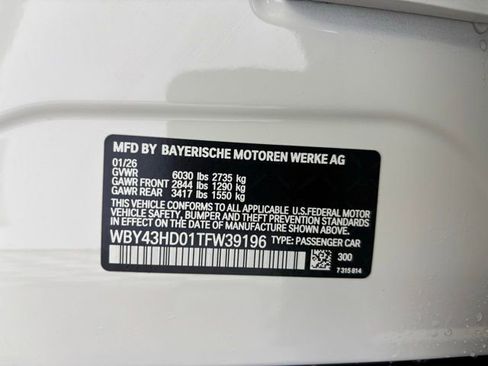 MFD BY BAYERISCHE MOTOREN WERKE AG
01/26
GVWR 6030 lbs 2735 kg
GAWR FRONT 2844 lbs 1290 kg
GAWR REAR 3417 lbs 1550 kg
THIS VEHICLE CONFORMS TO ALL APPLICABLE U.S.FEDERAL MOTOR
VEHICLE SAFETY, BUMPER AND THEFT PREVENTION STANDARDS
IN EFFECT ON THE DATE OF MANUFACTURE SHOWN ABOVE.
WBY43HD01TFW39196 TYPE: PASSENGER CAR
300
7 315 814